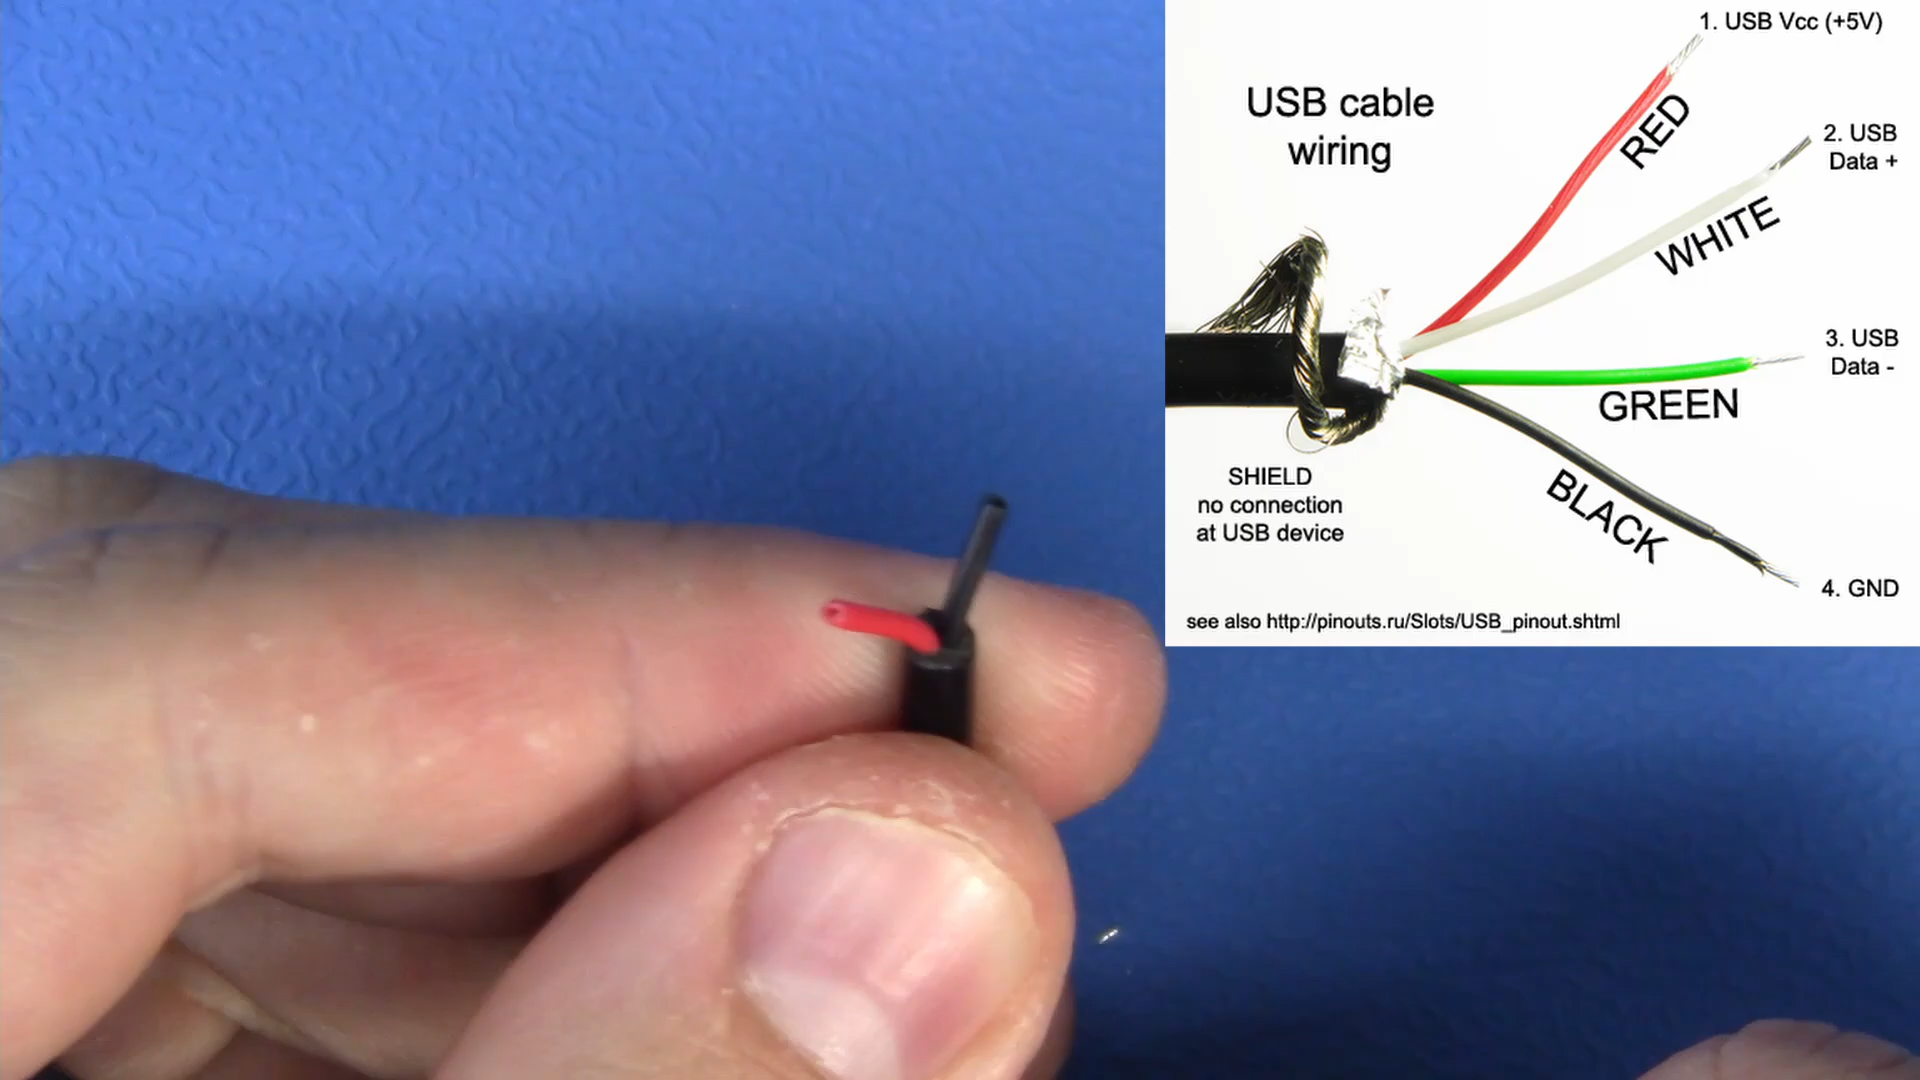 1. USB Vcc (+5V)
USB cable
wiring
RED
2. USB
Data +
WHITE
3. USB
Data -
GREEN
SHIELD
no connection
at USB device
BLACK
4. GND
see also http://pinouts.ru/Slots/USB_pinout.shtml